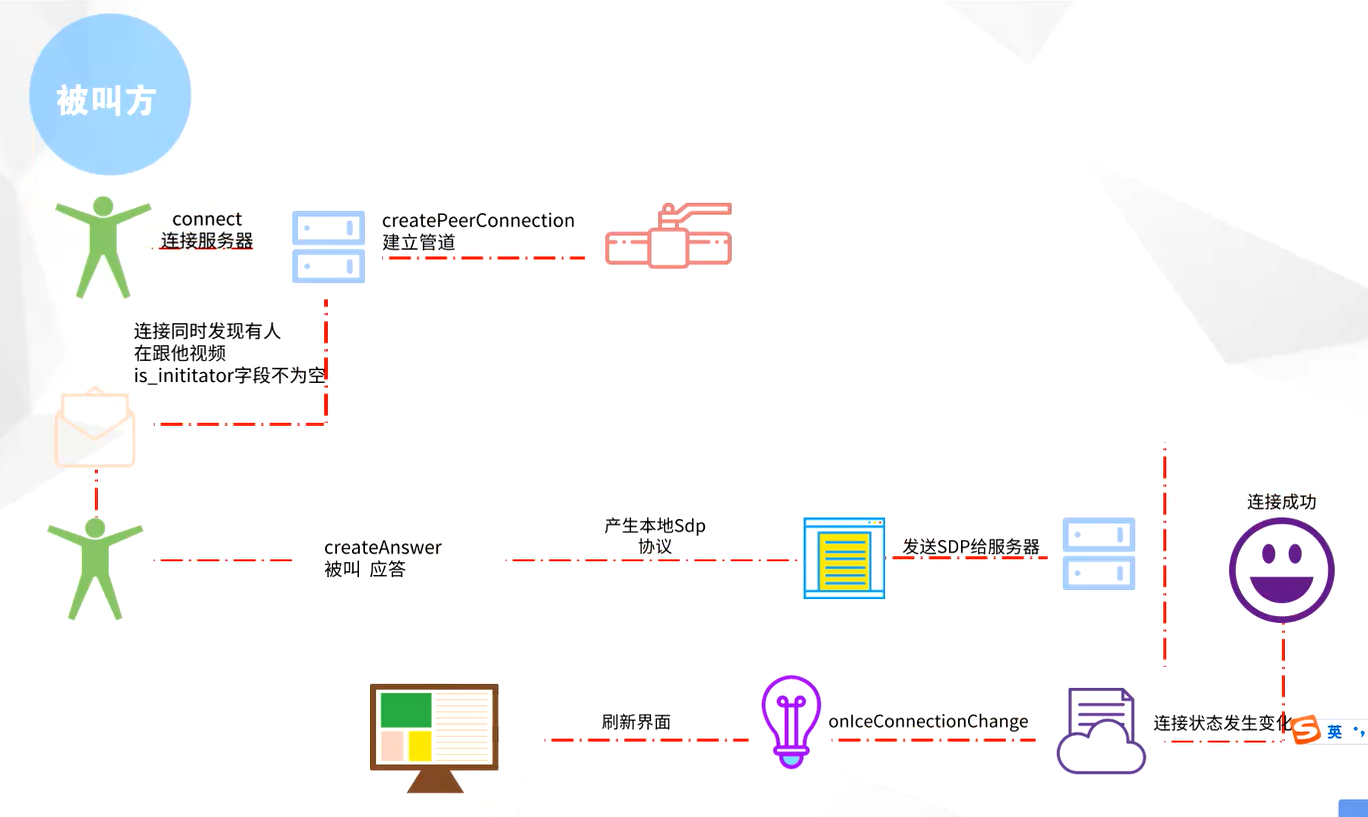 被叫方
connect
连接服务器
createPeerConnection
建立管道
连接同时发现有人
在跟他视频
is_inititator字段不为空
createAnswer
被叫 应答
产生本地Sdp
协议
发送SDP给服务器
连接成功
刷新界面
onIceConnectionChange
连接状态发生变化
S 英